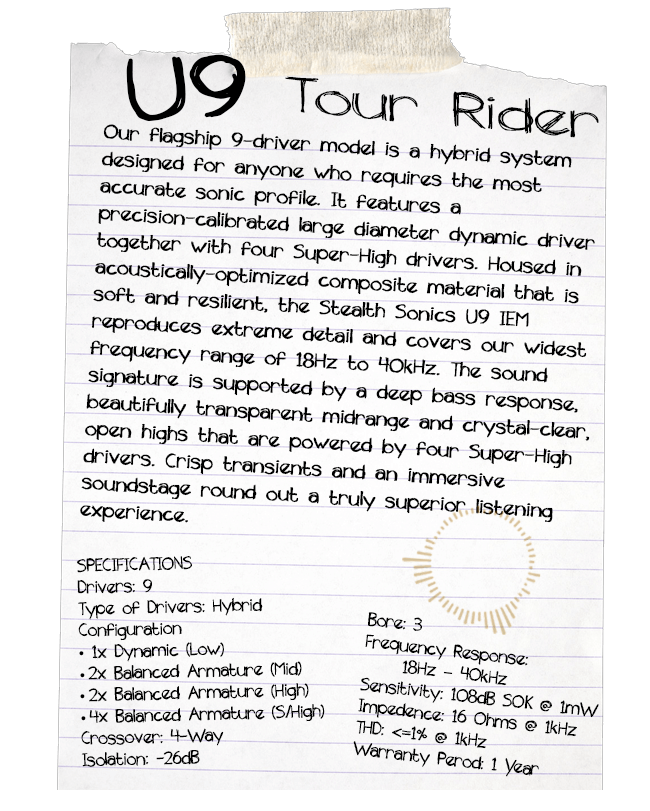 U9 Tour Rider
Our flagship 9-driver model is a hybrid system
designed for anyone who requires the most
accurate sonic profile. It features a
precision-calibrated large diameter dynamic driver
together with four Super-High drivers. Housed in
acoustically-optimized composite material that is
soft and resilient, the Stealth Sonics U9 IEM
reproduces extreme detail and covers our widest
frequency range of 18Hz to 40kHz. The sound
signature is supported by a deep bass response,
beautifully transparent midrange and crystal-clear,
open highs that are powered by four Super-High
drivers. Crisp transients and an immersive
soundstage round out a truly superior listening
experience.
SPECIFICATIONS
Drivers: 9
Type of Drivers: Hybrid
Configuration
• 1x Dynamic (Low)
• 2x Balanced Armature (Mid)
• 2x Balanced Armature (High)
• 4x Balanced Armature (S/High)
Crossover: 4-Way
Isolation: -26dB
Bore: 3
Frequency Response:
18Hz - 40kHz
Sensitivity: 108dB SOK @ 1mW
Impedence: 16 Ohms @ 1kHz
THD: <=1% @ 1kHz
Warranty Perod: 1 Year